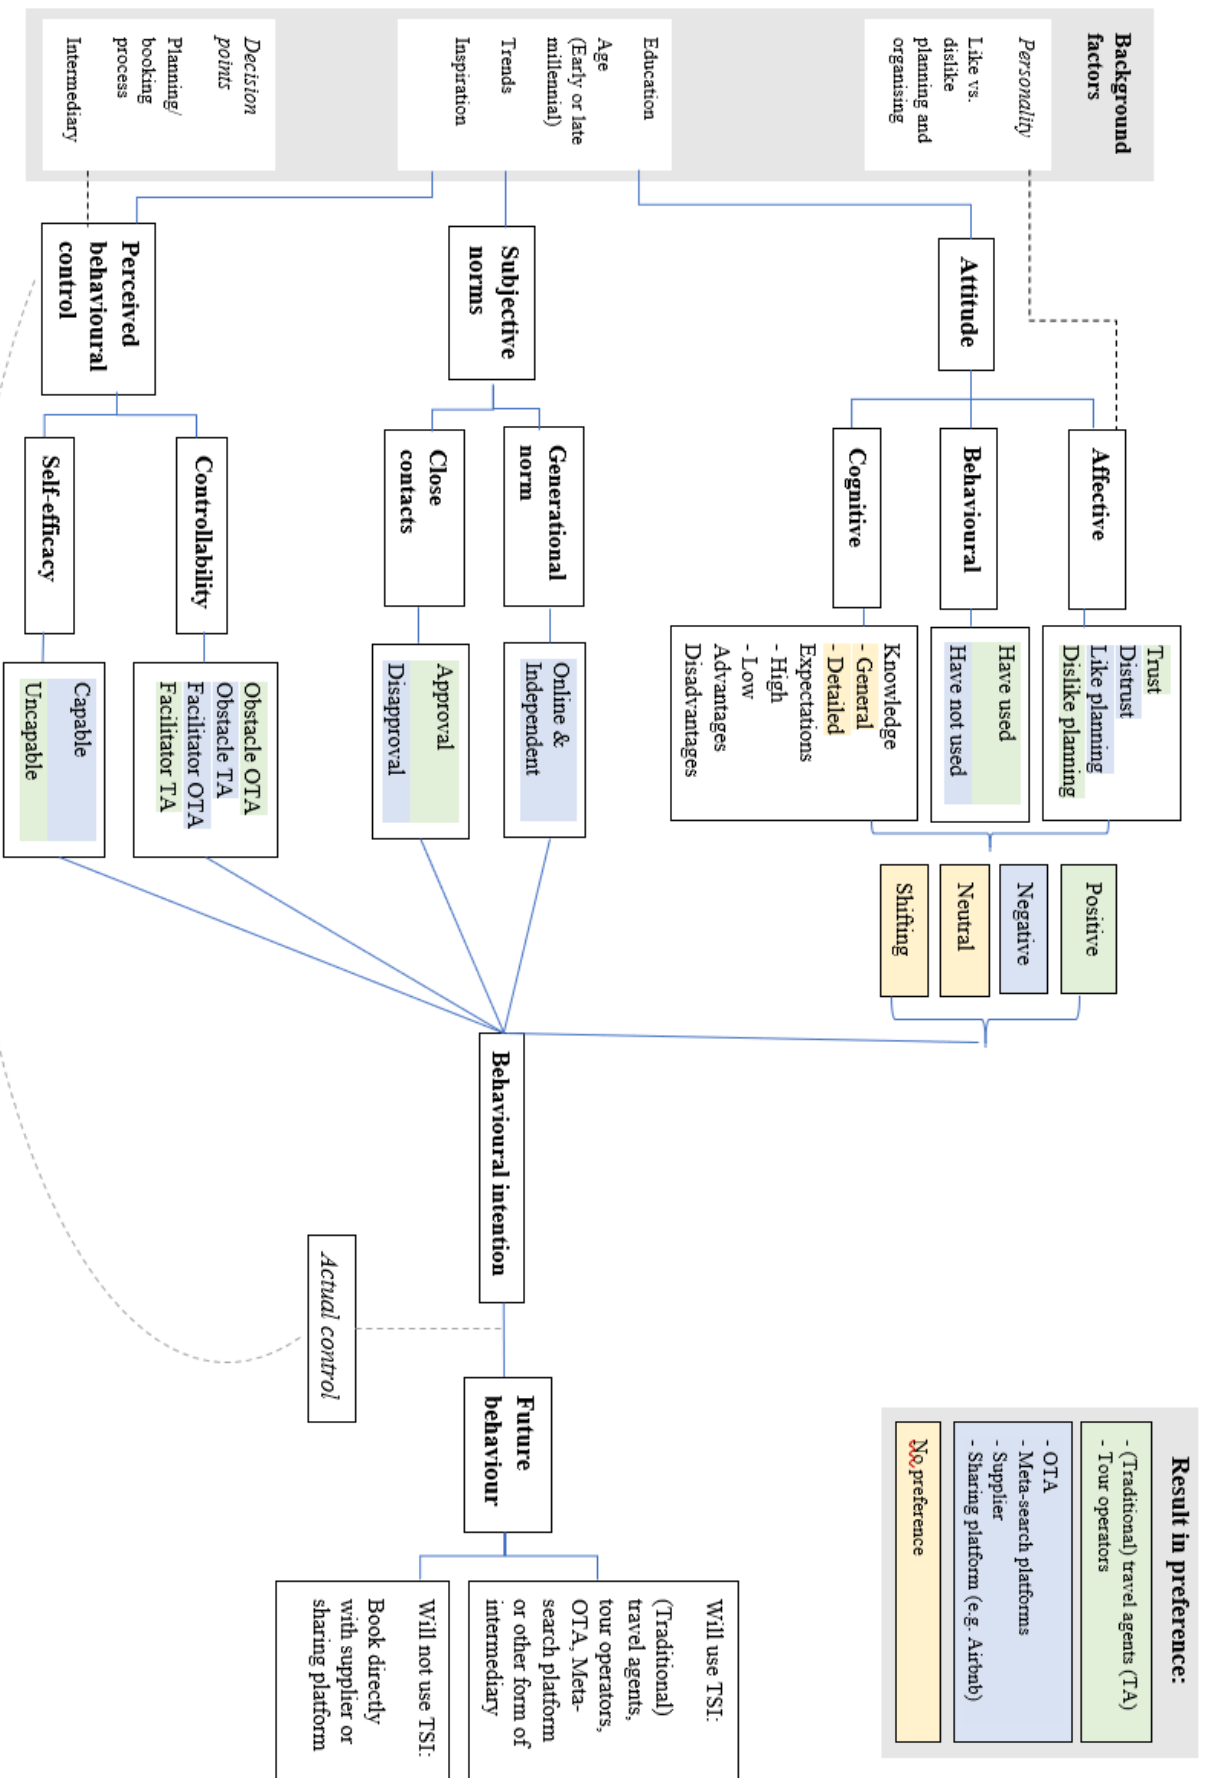 Background
factors
Personality
Like vs.
dislike
planning and
organising
Education
Age
(Early or late
millennial)
Trends
Inspiration
Decision
points
Planning/
booking
process
Intermediary
Attitude
Subjective
norms
Perceived
behavioural
control
Affective
Behavioural
Cognitive
Generational
norm
Close
contacts
Controllability
Self-efficacy
Trust
Distrust
Like planning
Dislike planning
Have used
Have not used
Knowledge
- General
- Detailed
Expectations
- High
- Low
Advantages
Disadvantages
Online &
Independent
Approval
Disapproval
Obstacle OTA
Obstacle TA
Facilitator OTA
Facilitator TA
Capable
Uncapable
Positive
Negative
Neutral
Shifting
Behavioural intention
Actual control
Future
behaviour
Result in preference:
- (Traditional) travel agents (TA)
- Tour operators
- OTA
- Meta-search platforms
- Supplier
- Sharing platform (e.g. Airbnb)
No preference
Will use TSI:
(Traditional)
travel agents,
tour operators,
OTA, Meta-
search platform
or other form of
intermediary
Will not use TSI:
Book directly
with supplier or
sharing platform